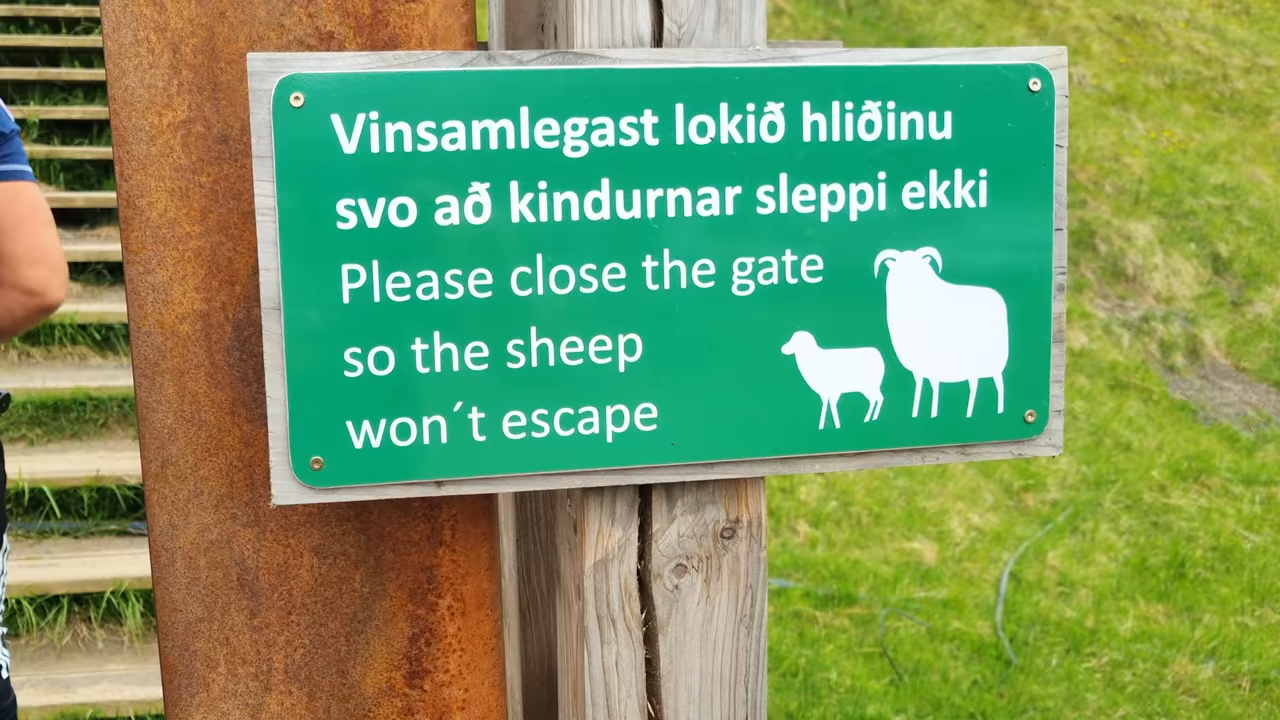 Vinsamlegast lokið hliðinu
svo að kindurnar sleppi ekki
Please close the gate
so the sheep
won´t escape